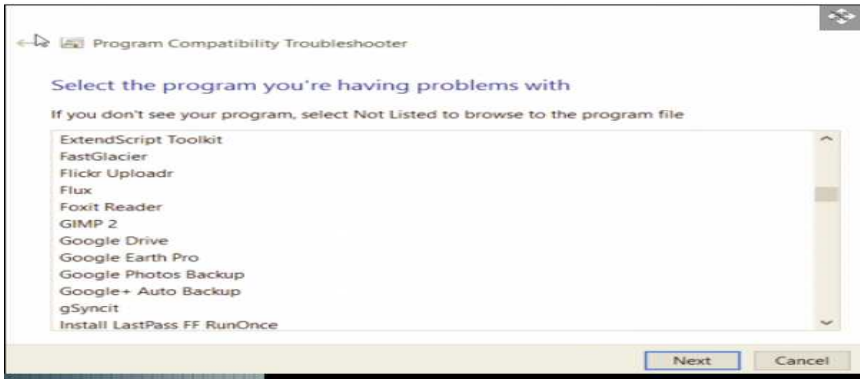 Program Compatibility Troubleshooter
Select the program you're having problems with
If you don't see your program, select Not Listed to browse to the program file
ExtendScript Toolkit
FastGlacier
Flickr Uploadr
Flux
Foxit Reader
GIMP 2
Google Drive
Google Earth Pro
Google Photos Backup
Google+ Auto Backup
gSyncit
Install LastPass FF RunOnce
Next Cancel